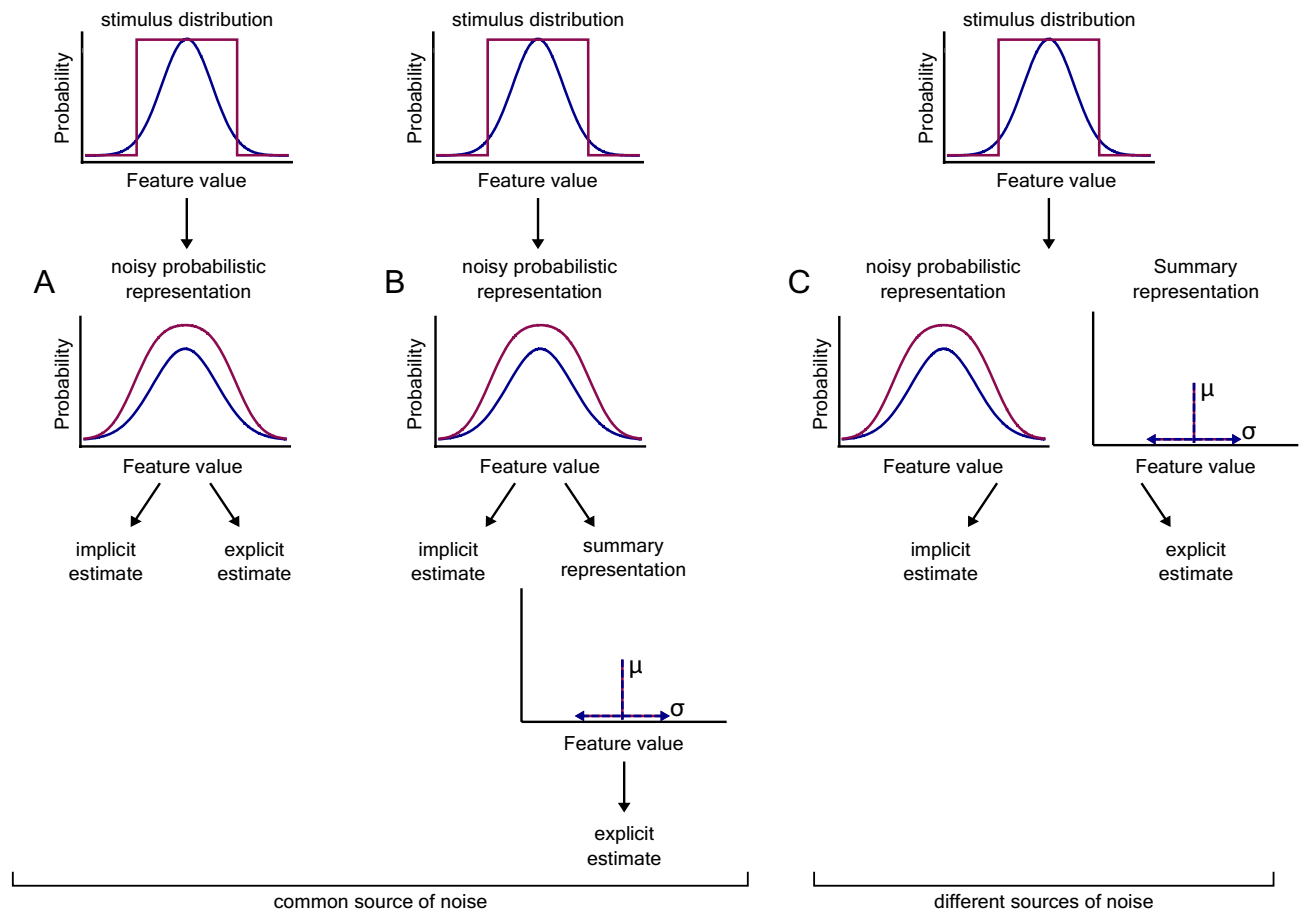 stimulus distribution
Probability
Feature value
stimulus distribution
Probability
Feature value
stimulus distribution
Probability
Feature value
A
noisy probabilistic
representation
Probability
Feature value
implicit
estimate
explicit
estimate
B
noisy probabilistic
representation
Probability
Feature value
implicit
estimate
summary
representation
μ
σ
Feature value
explicit
estimate
C
noisy probabilistic
representation
Probability
Feature value
implicit
estimate
Summary
representation
μ
σ
Feature value
explicit
estimate
common source of noise
different sources of noise